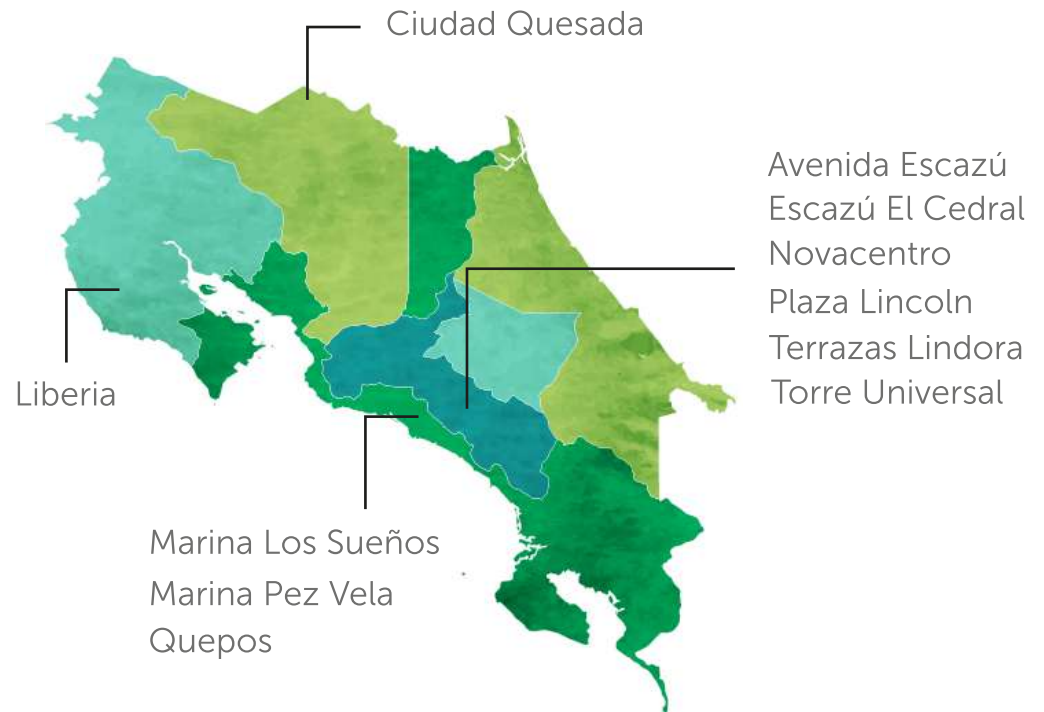 Ciudad Quesada
Avenida Escazú
Escazú El Cedral
Novacentro
Plaza Lincoln
Terrazas Lindora
Torre Universal
Liberia
Marina Los Sueños
Marina Pez Vela
Quepos